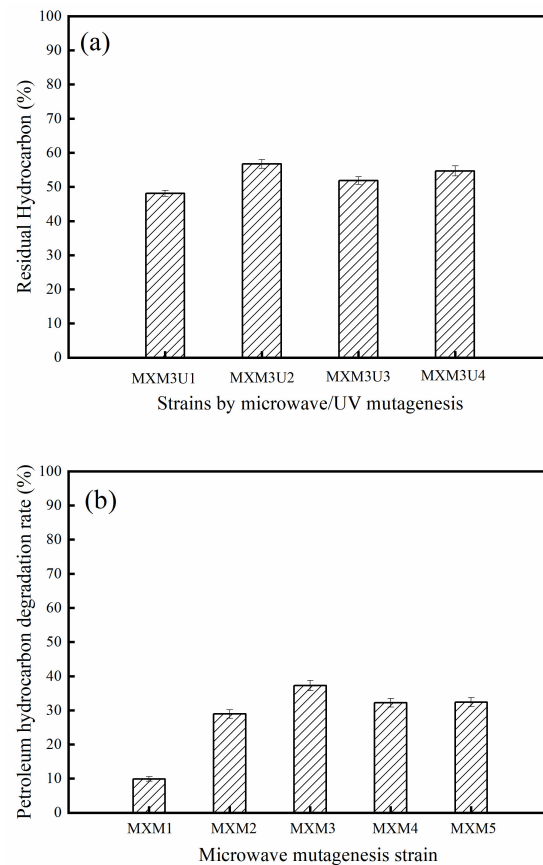 (a)
Residual Hydrocarbon (%)
100
90
80
70
60
50
40
30
20
10
0
MXM3U1 MXM3U2 MXM3U3 MXM3U4
Strains by microwave/UV mutagenesis
(b)
Petroleum hydrocarbon degradation rate (%)
100
90
80
70
60
50
40
30
20
10
0
MXM1 MXM2 MXM3 MXM4 MXM5
Microwave mutagenesis strain